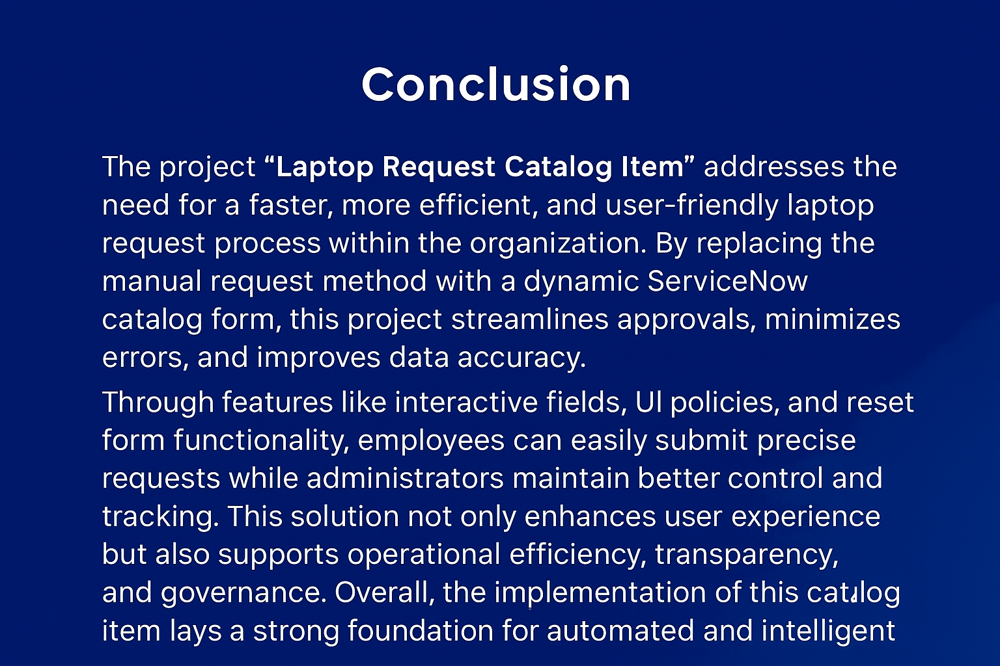 Conclusion
The project “Laptop Request Catalog Item” addresses the
need for a faster, more efficient, and user-friendly laptop
request process within the organization. By replacing the
manual request method with a dynamic ServiceNow
catalog form, this project streamlines approvals, minimizes
errors, and improves data accuracy.
Through features like interactive fields, UI policies, and reset
form functionality, employees can easily submit precise
requests while administrators maintain better control and
tracking. This solution not only enhances user experience
but also supports operational efficiency, transparency,
and governance. Overall, the implementation of this catalog
item lays a strong foundation for automated and intelligent